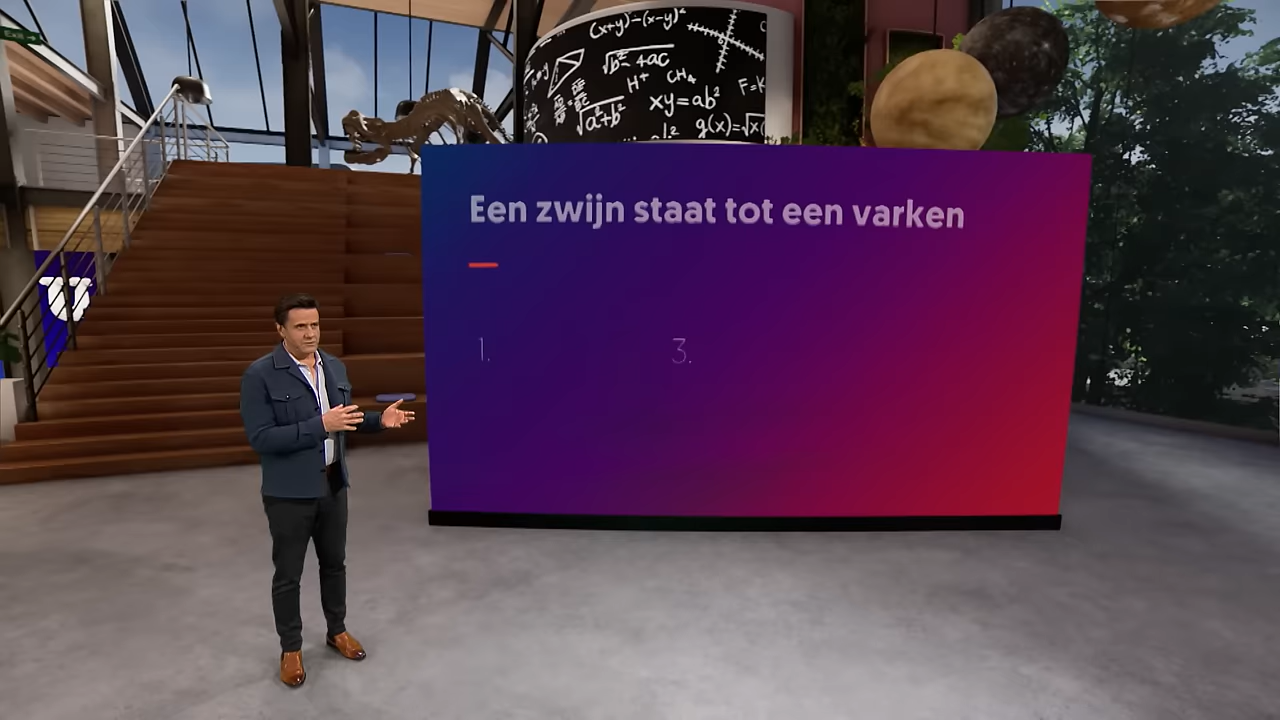 (x+y)-(x-y)²
√b² 4ac
H⁺ CH₄
F=K
xy=ab²
√a²+b²
g(x)=√x(
Een zwijn staat tot een varken
1. 3.